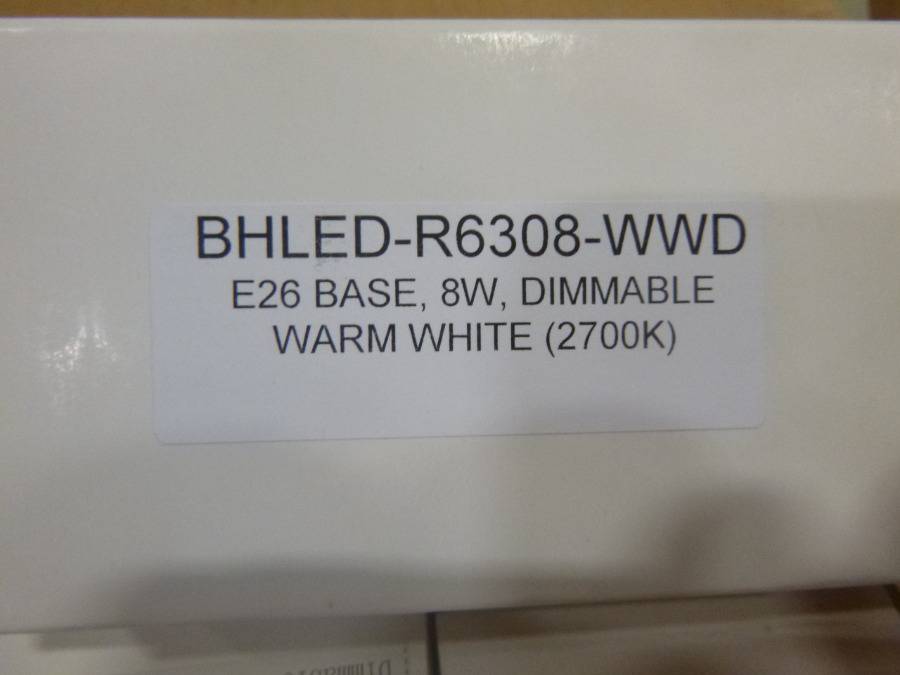 BHLED-R6308-WWD
E26 BASE, 8W, DIMMABLE
WARM WHITE (2700K)